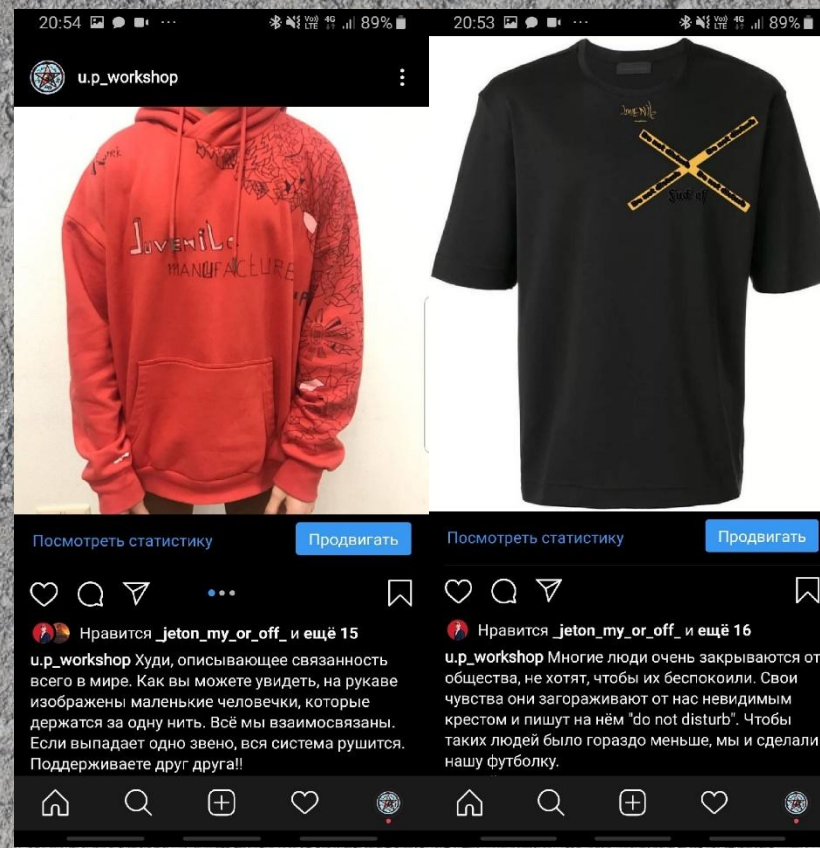 20:54
89%
u.p_workshop
JUVENILE
MANUFACTURE
Посмотреть статистику
Продвигать
Нравится _jeton_my_or_off_ и ещё 15
u.p_workshop Худи, описывающее связанность
всего в мире. Как вы можете увидеть, на рукаве
изображены маленькие человечки, которые
держатся за одну нить. Всё мы взаимосвязаны.
Если выпадает одно звено, вся система рушится.
Поддерживаете друг друга!!
20:53
Vo)) LTE 4G 89%
Посмотреть статистику
Продвигать
Нравится _jeton_my_or_off_ и ещё 16
u.p_workshop Многие люди очень закрываются от
общества, не хотят, чтобы их беспокоили. Свои
чувства они загораживают от нас невидимым
крестом и пишут на нём "do not disturb". Чтобы
таких людей было гораздо меньше, мы и сделали
нашу футболку.